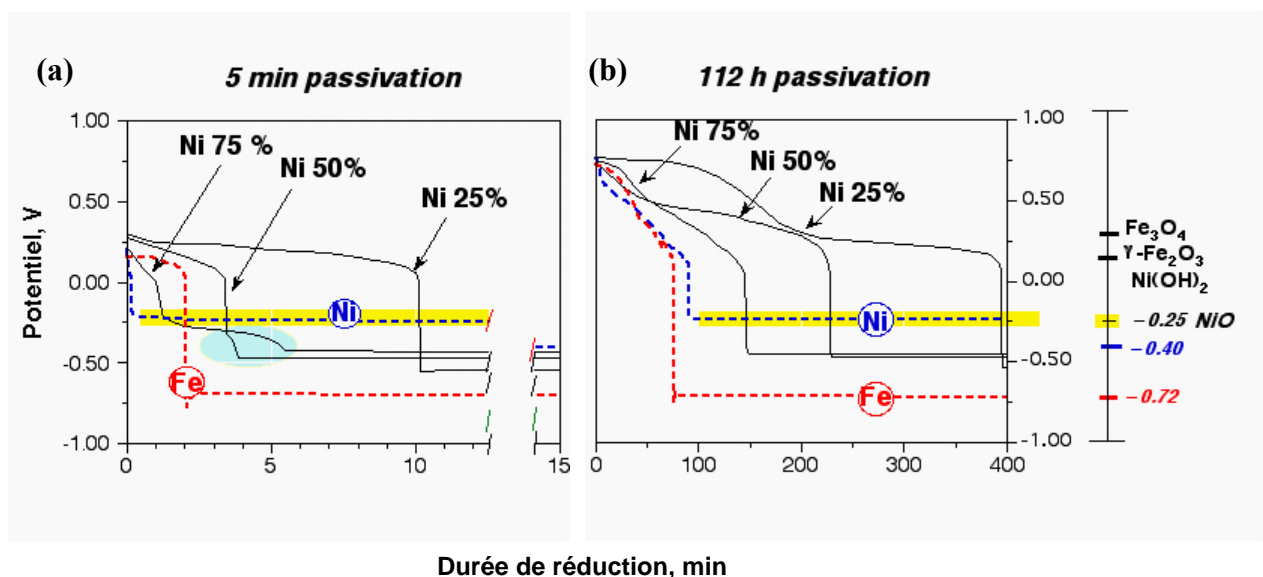 (a)
5 min passivation
(b)
112 h passivation
1.00
0.50
0.00
-0.50
-1.00
Potentiel, V
Ni 75 %
Ni 50%
Ni 25%
Ni
Fe
0
5
10
15
Ni 75%
Ni 50%
Ni 25%
Ni
Fe
0
100
200
300
400
1.00
0.50
0.00
-0.50
-1.00
Fe3O4
γ-Fe2O3
Ni(OH)2
-0.25 NiO
-0.40
-0.72
Durée de réduction, min